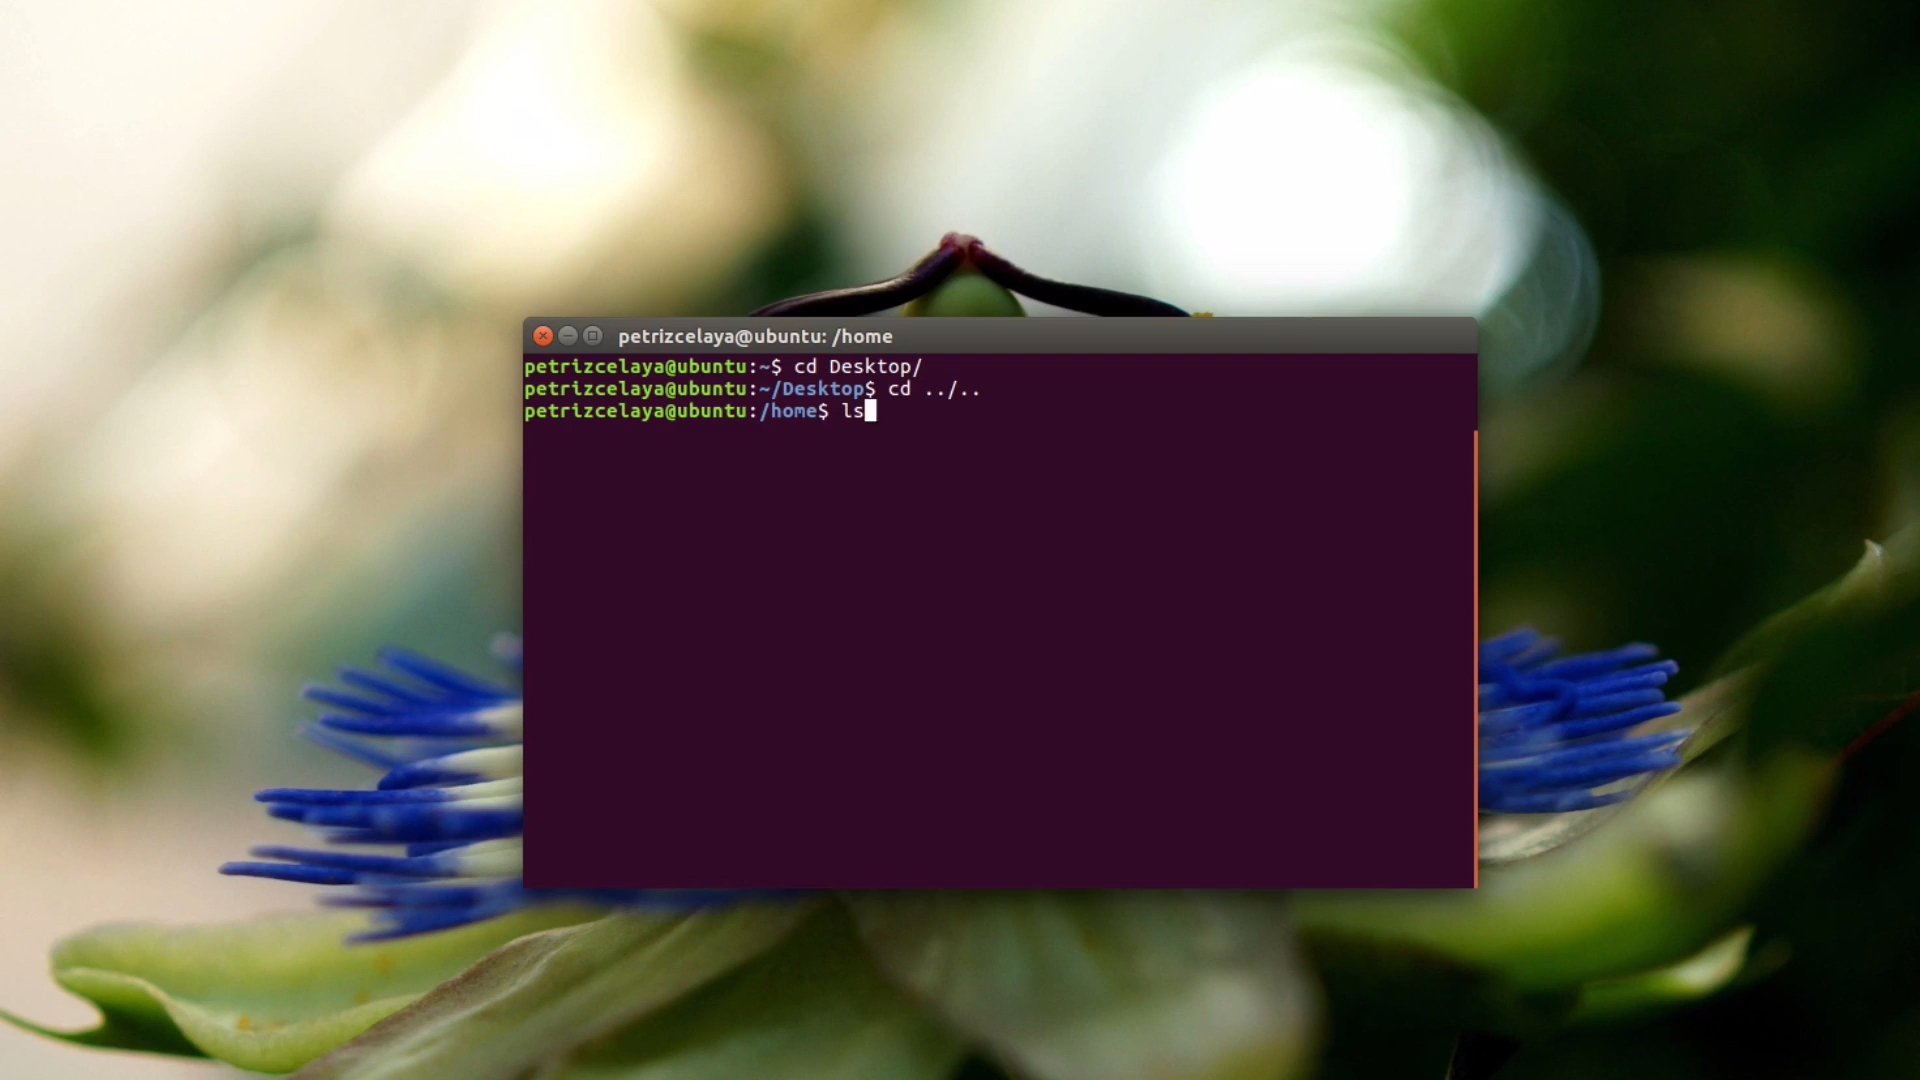 petrizcelaya@ubuntu: /home
petrizcelaya@ubuntu:~$ cd Desktop/
petrizcelaya@ubuntu:~/Desktop$ cd ../..
petrizcelaya@ubuntu:/home$ ls